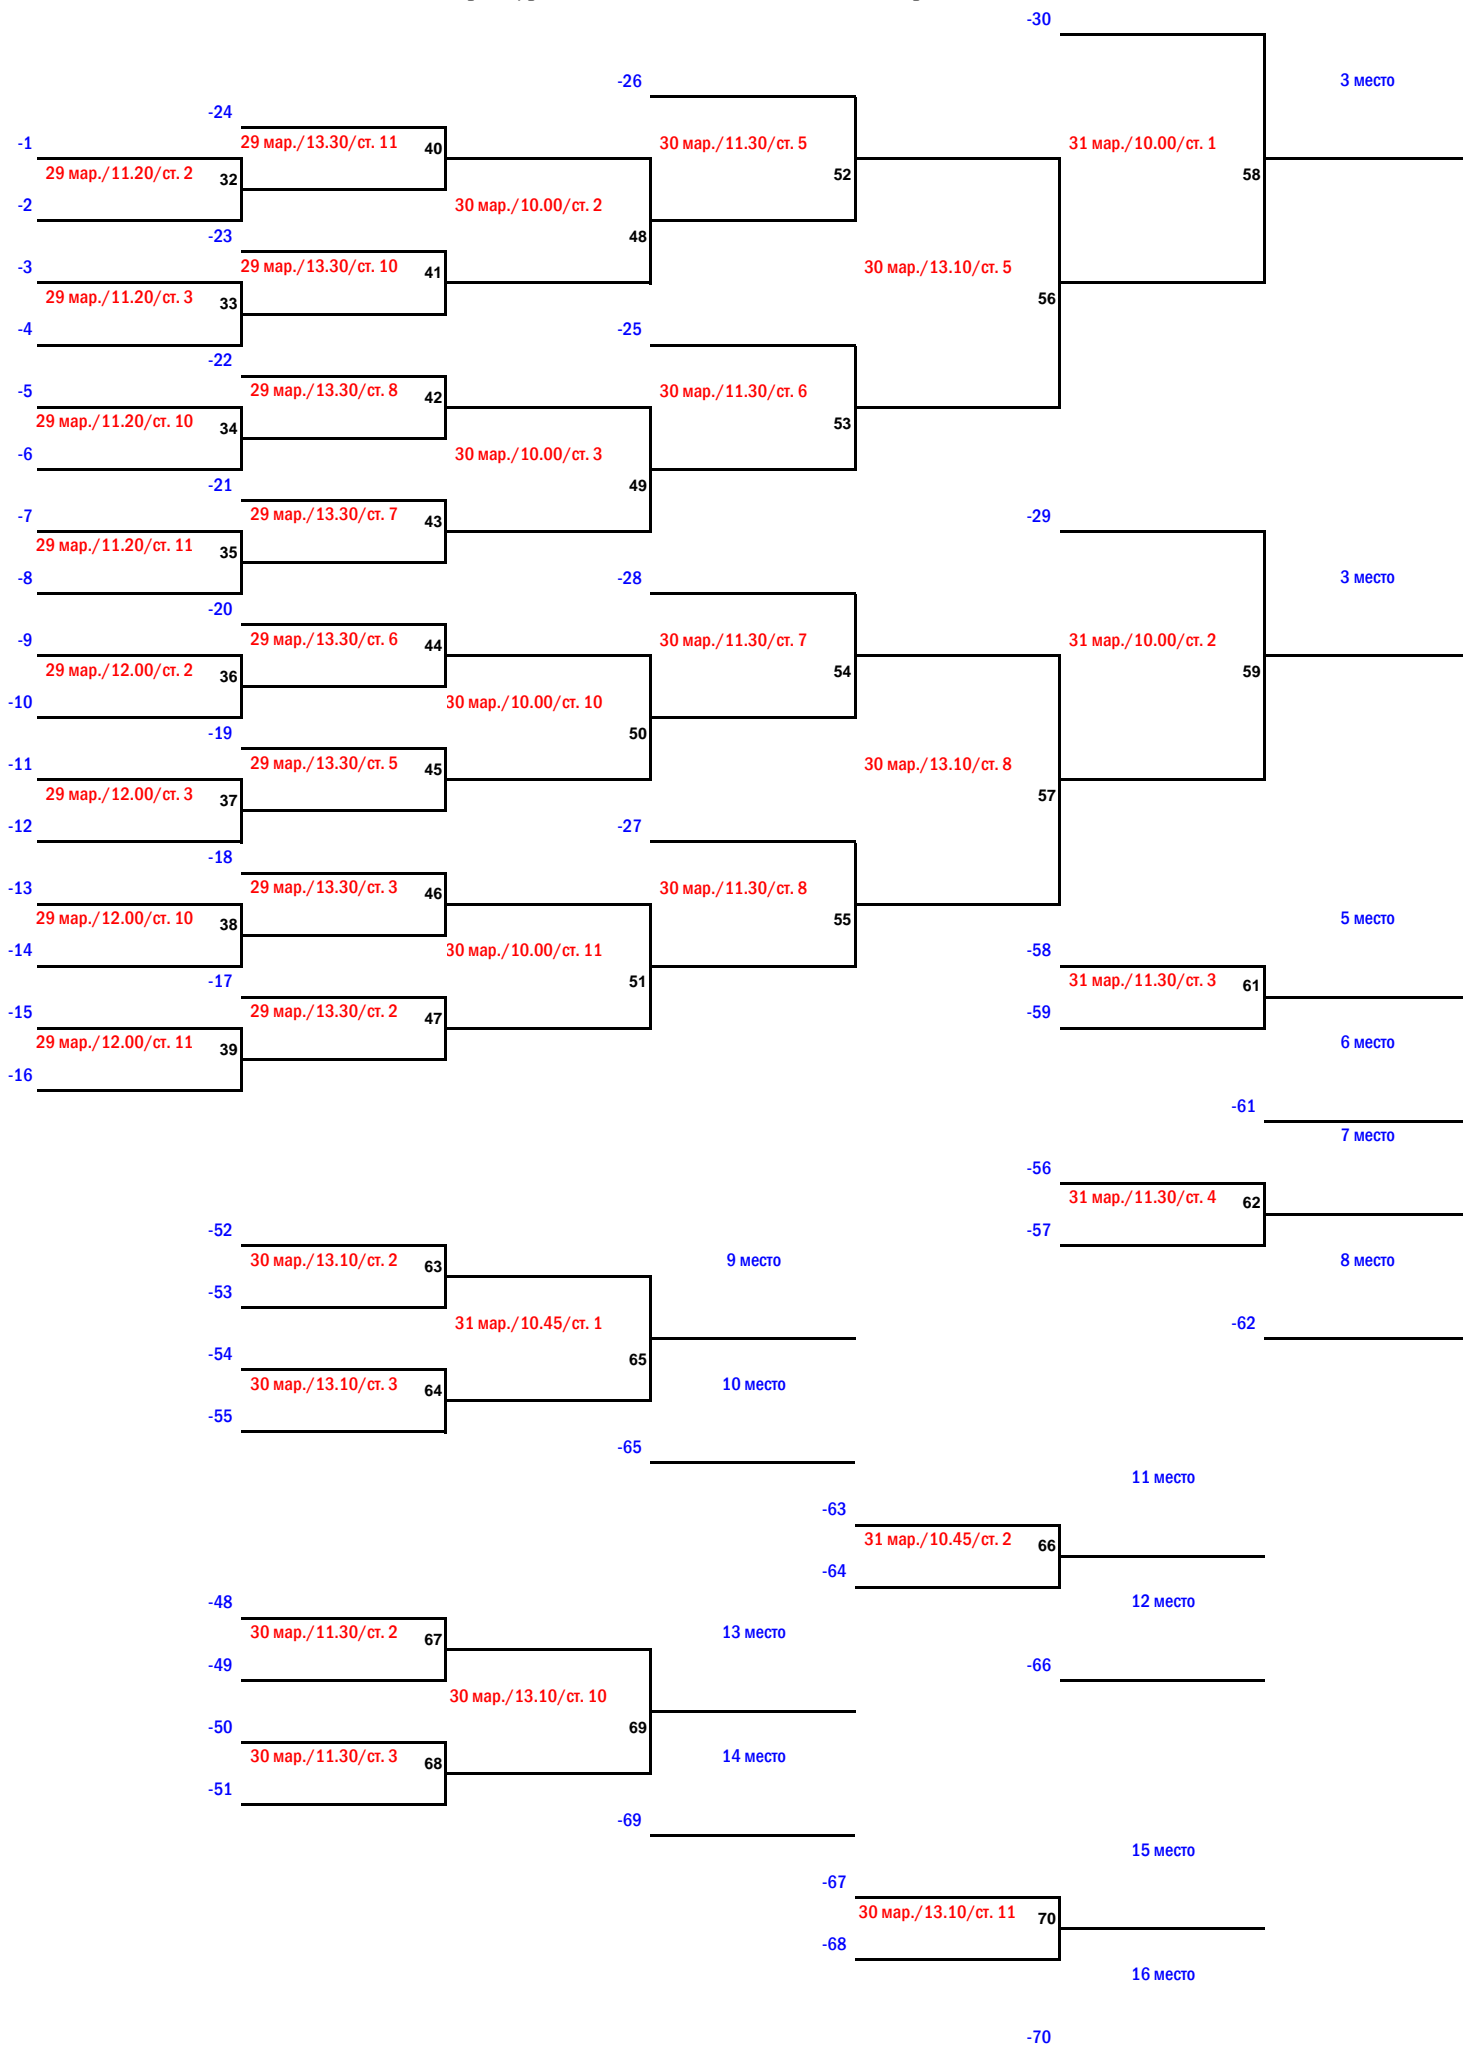 -30
3 место
-26
-24
29 мар./13.30/ст. 11
40
30 мар./11.30/ст. 5
31 мар./10.00/ст. 1
-1
29 мар./11.20/ст. 2
32
52
58
-2
30 мар./10.00/ст. 2
-23
48
-3
29 мар./13.30/ст. 10
41
30 мар./13.10/ст. 5
29 мар./11.20/ст. 3
33
56
-4
-25
-22
-5
29 мар./13.30/ст. 8
42
30 мар./11.30/ст. 6
29 мар./11.20/ст. 10
34
53
-6
30 мар./10.00/ст. 3
-21
49
-7
29 мар./13.30/ст. 7
43
-29
29 мар./11.20/ст. 11
35
-8
-28
3 место
-20
-9
29 мар./13.30/ст. 6
44
30 мар./11.30/ст. 7
31 мар./10.00/ст. 2
29 мар./12.00/ст. 2
36
54
59
-10
30 мар./10.00/ст. 10
-19
50
-11
29 мар./13.30/ст. 5
45
30 мар./13.10/ст. 8
29 мар./12.00/ст. 3
37
57
-12
-27
-18
-13
29 мар./13.30/ст. 3
46
30 мар./11.30/ст. 8
29 мар./12.00/ст. 10
38
55
5 место
-14
30 мар./10.00/ст. 11
-58
-17
51
31 мар./11.30/ст. 3
61
-15
29 мар./13.30/ст. 2
47
-59
29 мар./12.00/ст. 11
39
6 место
-16
-61
7 место
-56
31 мар./11.30/ст. 4
62
-52
-57
30 мар./13.10/ст. 2
63
9 место
8 место
-53
31 мар./10.45/ст. 1
-62
-54
65
30 мар./13.10/ст. 3
64
10 место
-55
-65
11 место
-63
31 мар./10.45/ст. 2
66
-64
-48
12 место
30 мар./11.30/ст. 2
67
13 место
-49
-66
30 мар./13.10/ст. 10
-50
69
30 мар./11.30/ст. 3
68
14 место
-51
-69
15 место
-67
30 мар./13.10/ст. 11
70
-68
16 место
-70